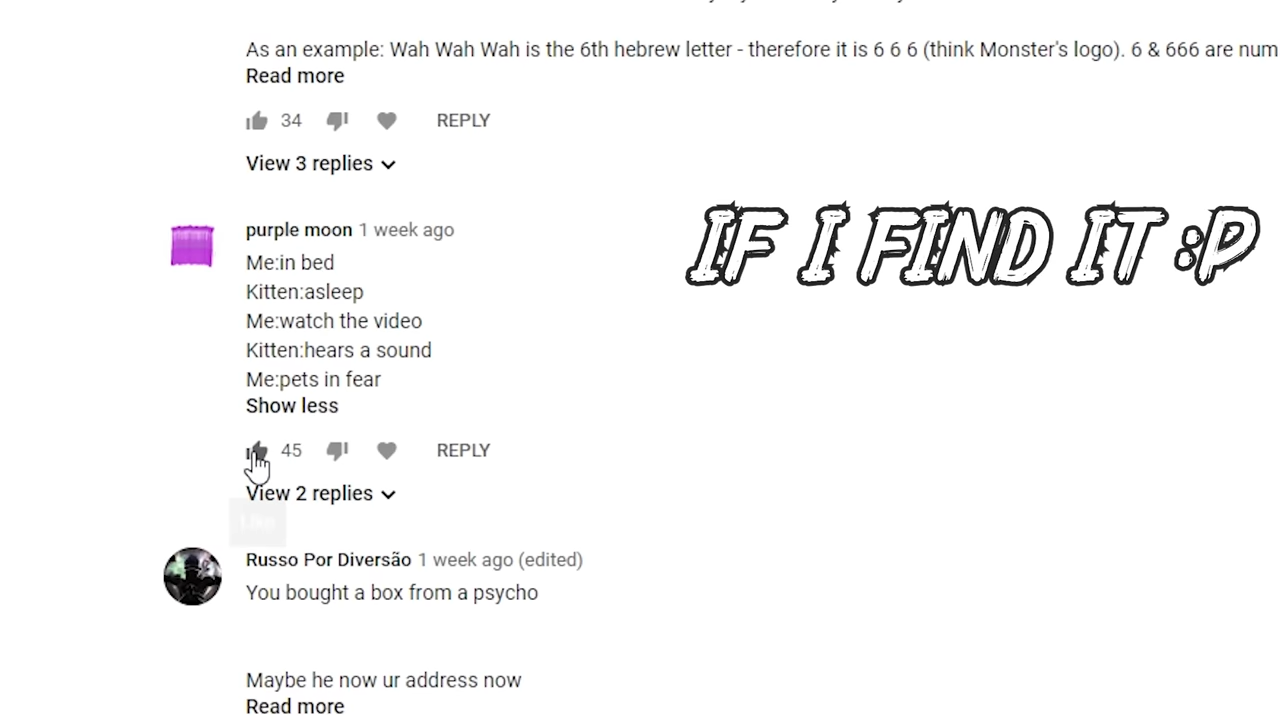 As an example: Wah Wah Wah is the 6th hebrew letter - therefore it is 6 6 6 (think Monster's logo). 6 & 666 are num
Read more
34 REPLY
View 3 replies
IF I FIND IT :P
purple moon 1 week ago
Me:in bed
Kitten:asleep
Me:watch the video
Kitten:hears a sound
Me:pets in fear
Show less
45 REPLY
View 2 replies
Russo Por Diversão 1 week ago (edited)
You bought a box from a psycho
Maybe he now ur address now
Read more